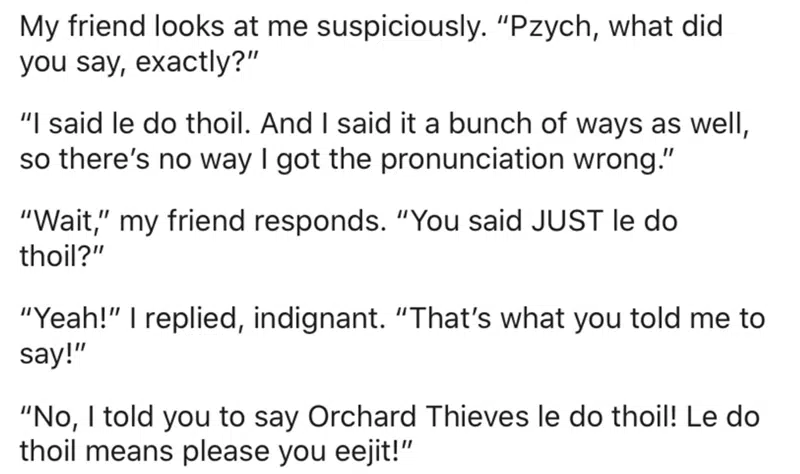 My friend looks at me suspiciously. “Pzych, what did
you say, exactly?”
“I said le do thoil. And I said it a bunch of ways as well,
so there’s no way I got the pronunciation wrong.”
“Wait,” my friend responds. “You said JUST le do
thoil?”
“Yeah!” I replied, indignant. “That’s what you told me to
say!”
“No, I told you to say Orchard Thieves le do thoil! Le do
thoil means please you eejit!”